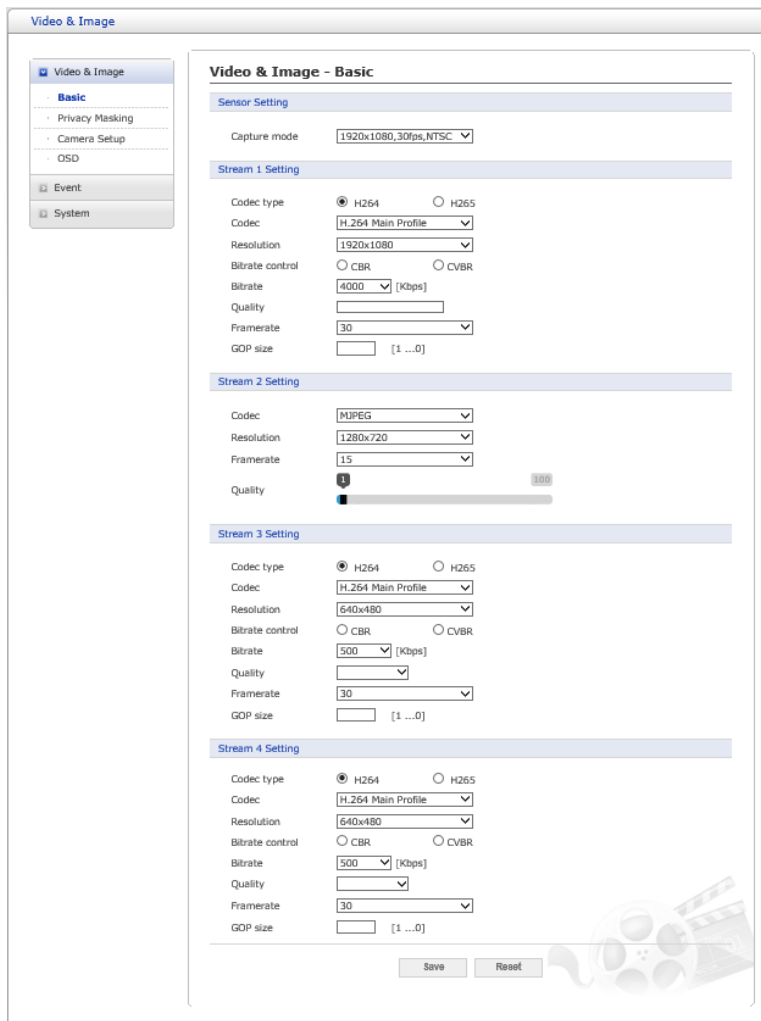 Video & Image
Video & Image
Basic
Privacy Masking
Camera Setup
OSD
Event
System
Video & Image - Basic
Sensor Setting
Capture mode 1920x1080,30fps,NTSC
Stream 1 Setting
Codec type H264 H265
Codec H.264 Main Profile
Resolution 1920x1080
Bitrate control CBR CVBR
Bitrate 4000 [Kbps]
Quality
Framerate 30
GOP size [1 ...0]
Stream 2 Setting
Codec MJPEG
Resolution 1280x720
Framerate 15
1 100
Quality
Stream 3 Setting
Codec type H264 H265
Codec H.264 Main Profile
Resolution 640x480
Bitrate control CBR CVBR
Bitrate 500 [Kbps]
Quality
Framerate 30
GOP size [1 ...0]
Stream 4 Setting
Codec type H264 H265
Codec H.264 Main Profile
Resolution 640x480
Bitrate control CBR CVBR
Bitrate 500 [Kbps]
Quality
Framerate 30
GOP size [1 ...0]
Save Reset